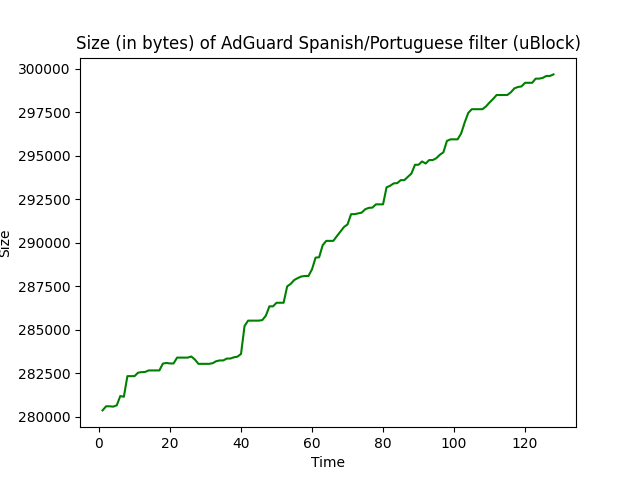 Size (in bytes) of AdGuard Spanish/Portuguese filter (uBlock)
300000
297500
295000
292500
290000
287500
285000
282500
280000
Size
0 20 40 60 80 100 120
Time